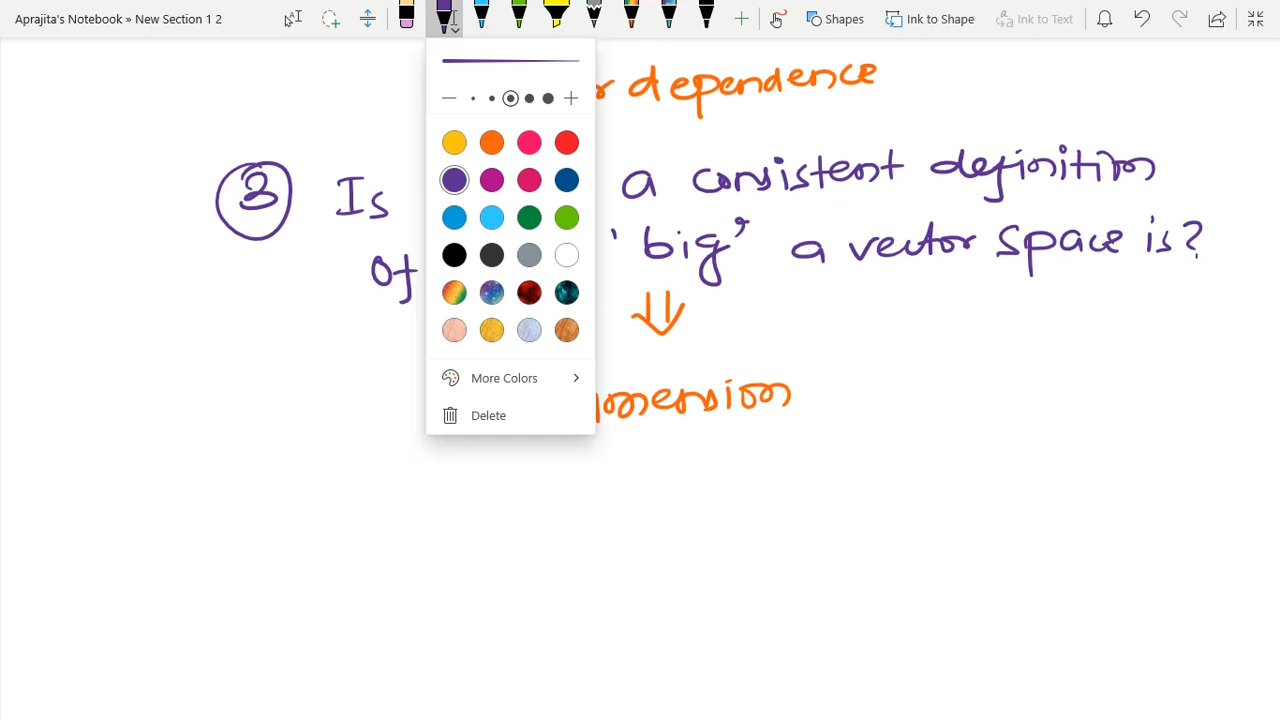 Aprajita's Notebook » New Section 1 2
Shapes
Ink to Shape
Ink to Text
r dependence
3 Is a consistent definition
of 'big' a vector space is?
More Colors
Delete
mension